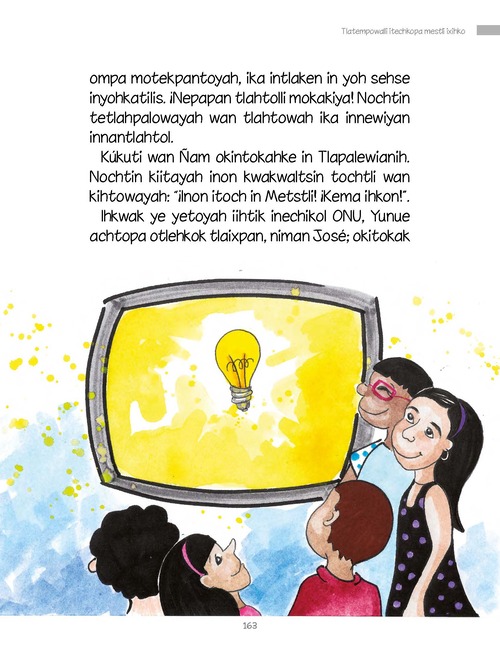 Tlatempowalli itechkopa mestli ixihko
ompa motekpantoyah, ika intlaken in yoh sehse
inyohkatilis. ¡Nepapan tlahtolli mokakiya! Nochtin
tetlahpalowayah wan tlahtowah ika innewiyan
innantlahtol.
Kúkuti wan Ñam okintokahke in Tlapalewianih.
Nochtin kiitayah inon kwakwaltsin tochtli wan
kihtowayah: “¡Inon itoch in Metstli! ¡Kema ihkon!”.
Ihkwak ye yetoyah iihtik inechikol ONU, Yunue
achtopa otlehkok tlaixpan, niman José; okitokak
163